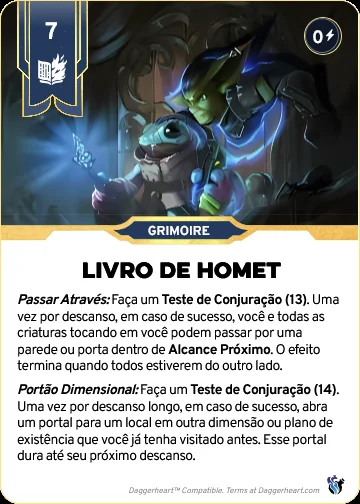 7
0
GRIMOIRE
LIVRO DE HOMET
Passar Através: Faça um Teste de Conjuração (13). Uma
vez por descanso, em caso de sucesso, você e todas as
criaturas tocando em você podem passar por uma
parede ou porta dentro de Alcance Próximo. O efeito
termina quando todos estiverem do outro lado.
Portão Dimensional: Faça um Teste de Conjuração (14).
Uma vez por descanso longo, em caso de sucesso, abra
um portal para um local em outra dimensão ou plano de
existência que você já tenha visitado antes. Esse portal
dura até seu próximo descanso.
Daggerheart™ Compatible. Terms at Daggerheart.com